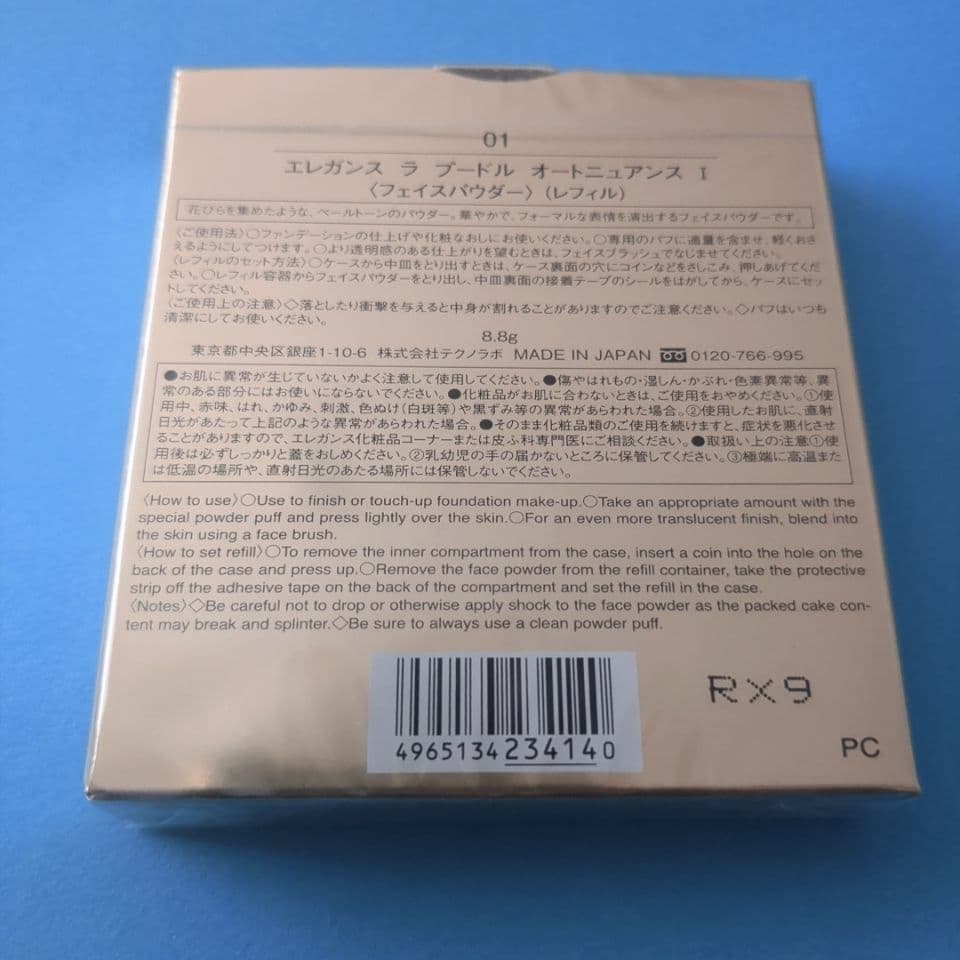 01
エレガンス ラ プードル オートニュアンス Ⅰ
〈フェイスパウダー〉(レフィル)
花びらを集めたような、ペールトーンのパウダー。華やかで、フォーマルな表情を演出するフェイスパウダーです。
〈ご使用法〉○ファンデーションの仕上げや化粧なおしにお使いください。○専用のパフに適量を含ませ、軽くおさ
えるようにしてつけます。○より透明感のある仕上がりを望むときは、フェイスブラッシュでなじませてください。
〈レフィルのセット方法〉○ケースから中皿をとり出すときは、ケース裏面の穴にコインなどをさしこみ、押しあげてくだ
さい。○レフィル容器からフェイスパウダーをとり出し、中皿裏面の接着テープのシールをはがしてから、ケースにセッ
トしてください。
〈ご使用上の注意〉◇落としたり衝撃を与えると中身が割れることがありますのでご注意ください。◇パフはいつも
清潔にしてお使いください。
8.8g
東京都中央区銀座1-10-6 株式会社テクノラボ MADE IN JAPAN 0120-766-995
●お肌に異常が生じていないかよく注意して使用してください。●傷やはれもの・湿しん・かぶれ・色素異常等、異
常のある部分にはお使いにならないでください。●化粧品がお肌に合わないときは、ご使用をおやめください。①使
用中、赤味、はれ、かゆみ、刺激、色ぬけ(白斑等)や黒ずみ等の異常があらわれた場合。②使用したお肌に、直射
日光があたって上記のような異常があらわれた場合。●そのまま化粧品類のご使用を続けますと、症状を悪化させ
ることがありますので、エレガンス化粧品コーナーまたは皮ふ科専門医にご相談ください。●取扱い上の注意①使
用後は必ずしっかりと蓋をおしめください。②乳幼児の手の届かないところに保管してください。③極端に高温また
は低温の場所や、直射日光のあたる場所には保管しないでください。
〈How to use〉○Use to finish or touch-up foundation make-up.○Take an appropriate amount with the
special powder puff and press lightly over the skin.○For an even more translucent finish, blend into
the skin using a face brush.
〈How to set refill〉○To remove the inner compartment from the case, insert a coin into the hole on the
back of the case and press up.○Remove the face powder from the refill container, take the protective
strip off the adhesive tape on the back of the compartment and set the refill in the case.
〈Notes〉◇Be careful not to drop or otherwise apply shock to the face powder as the packed cake con-
tent may break and splinter.◇Be sure to always use a clean powder puff.
4965134234140
RX9
PC